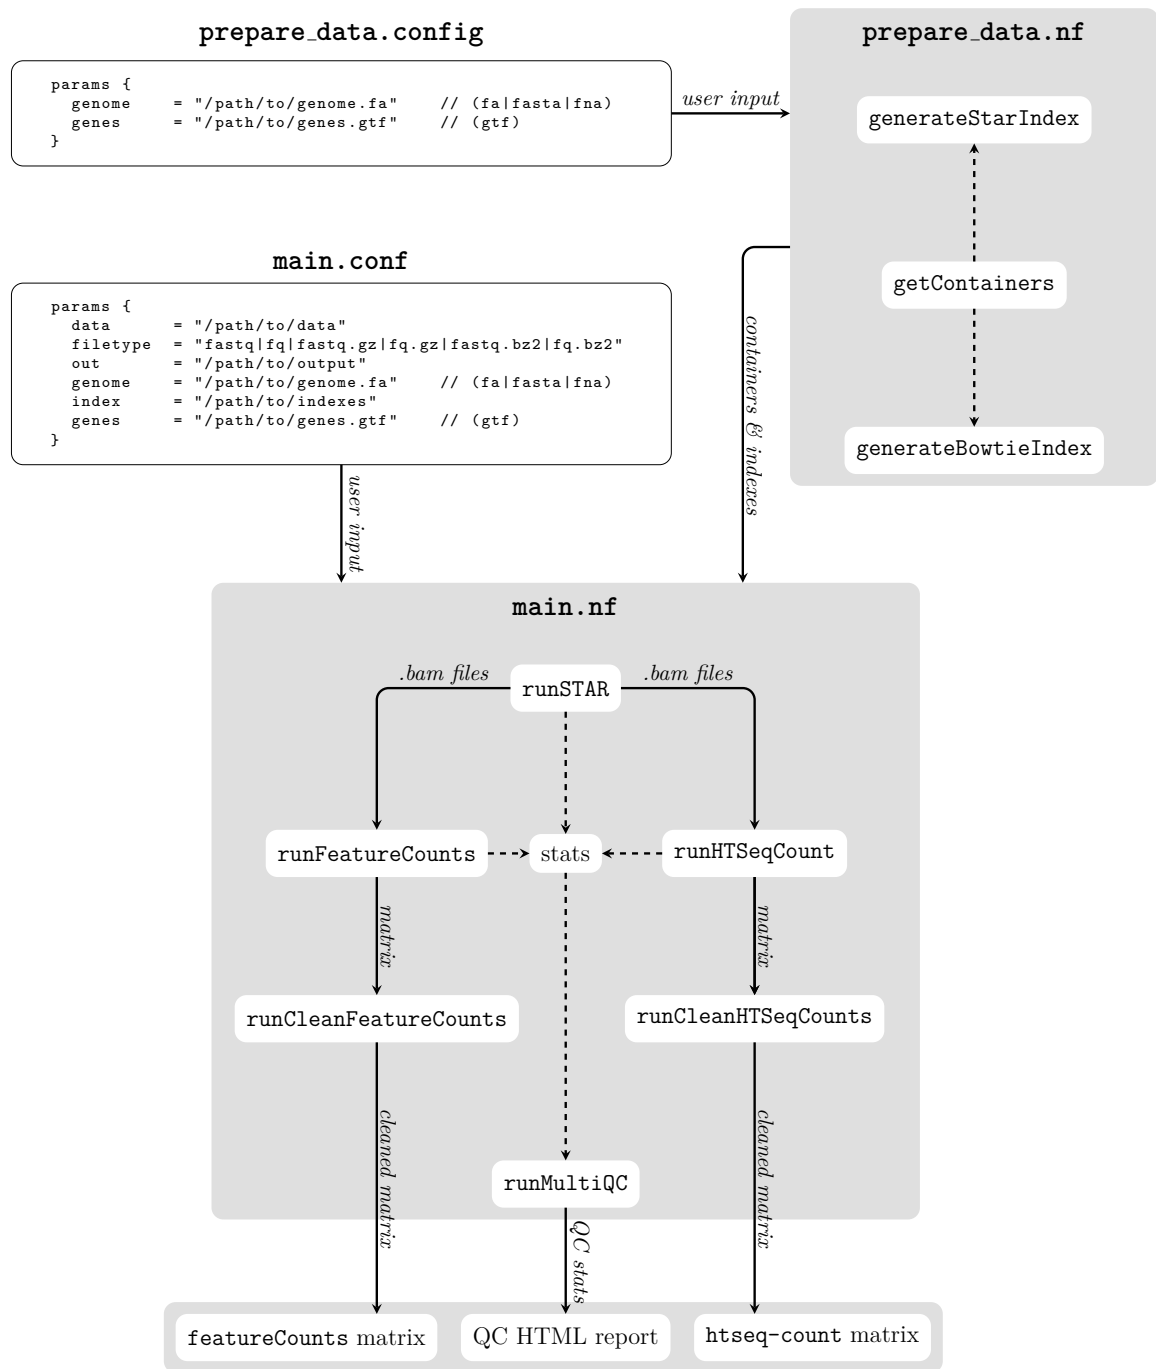 prepare_data.config
params {
  genome    = "/path/to/genome.fa"    // (fa|fasta|fna)
  genes     = "/path/to/genes.gtf"    // (gtf)
}
user input
prepare_data.nf
generateStarIndex
getContainers
generateBowtieIndex
main.conf
params {
  data      = "/path/to/data"
  filetype  = "fastq|fq|fastq.gz|fq.gz|fastq.bz2|fq.bz2"
  out       = "/path/to/output"
  genome    = "/path/to/genome.fa"    // (fa|fasta|fna)
  index     = "/path/to/indexes"
  genes     = "/path/to/genes.gtf"    // (gtf)
}
user input
containers & indexes
main.nf
.bam files
runSTAR
.bam files
runFeatureCounts
stats
runHTSeqCount
matrix
matrix
runCleanFeatureCounts
runCleanHTSeqCounts
cleaned matrix
cleaned matrix
runMultiQC
QC stats
featureCounts matrix
QC HTML report
htseq-count matrix